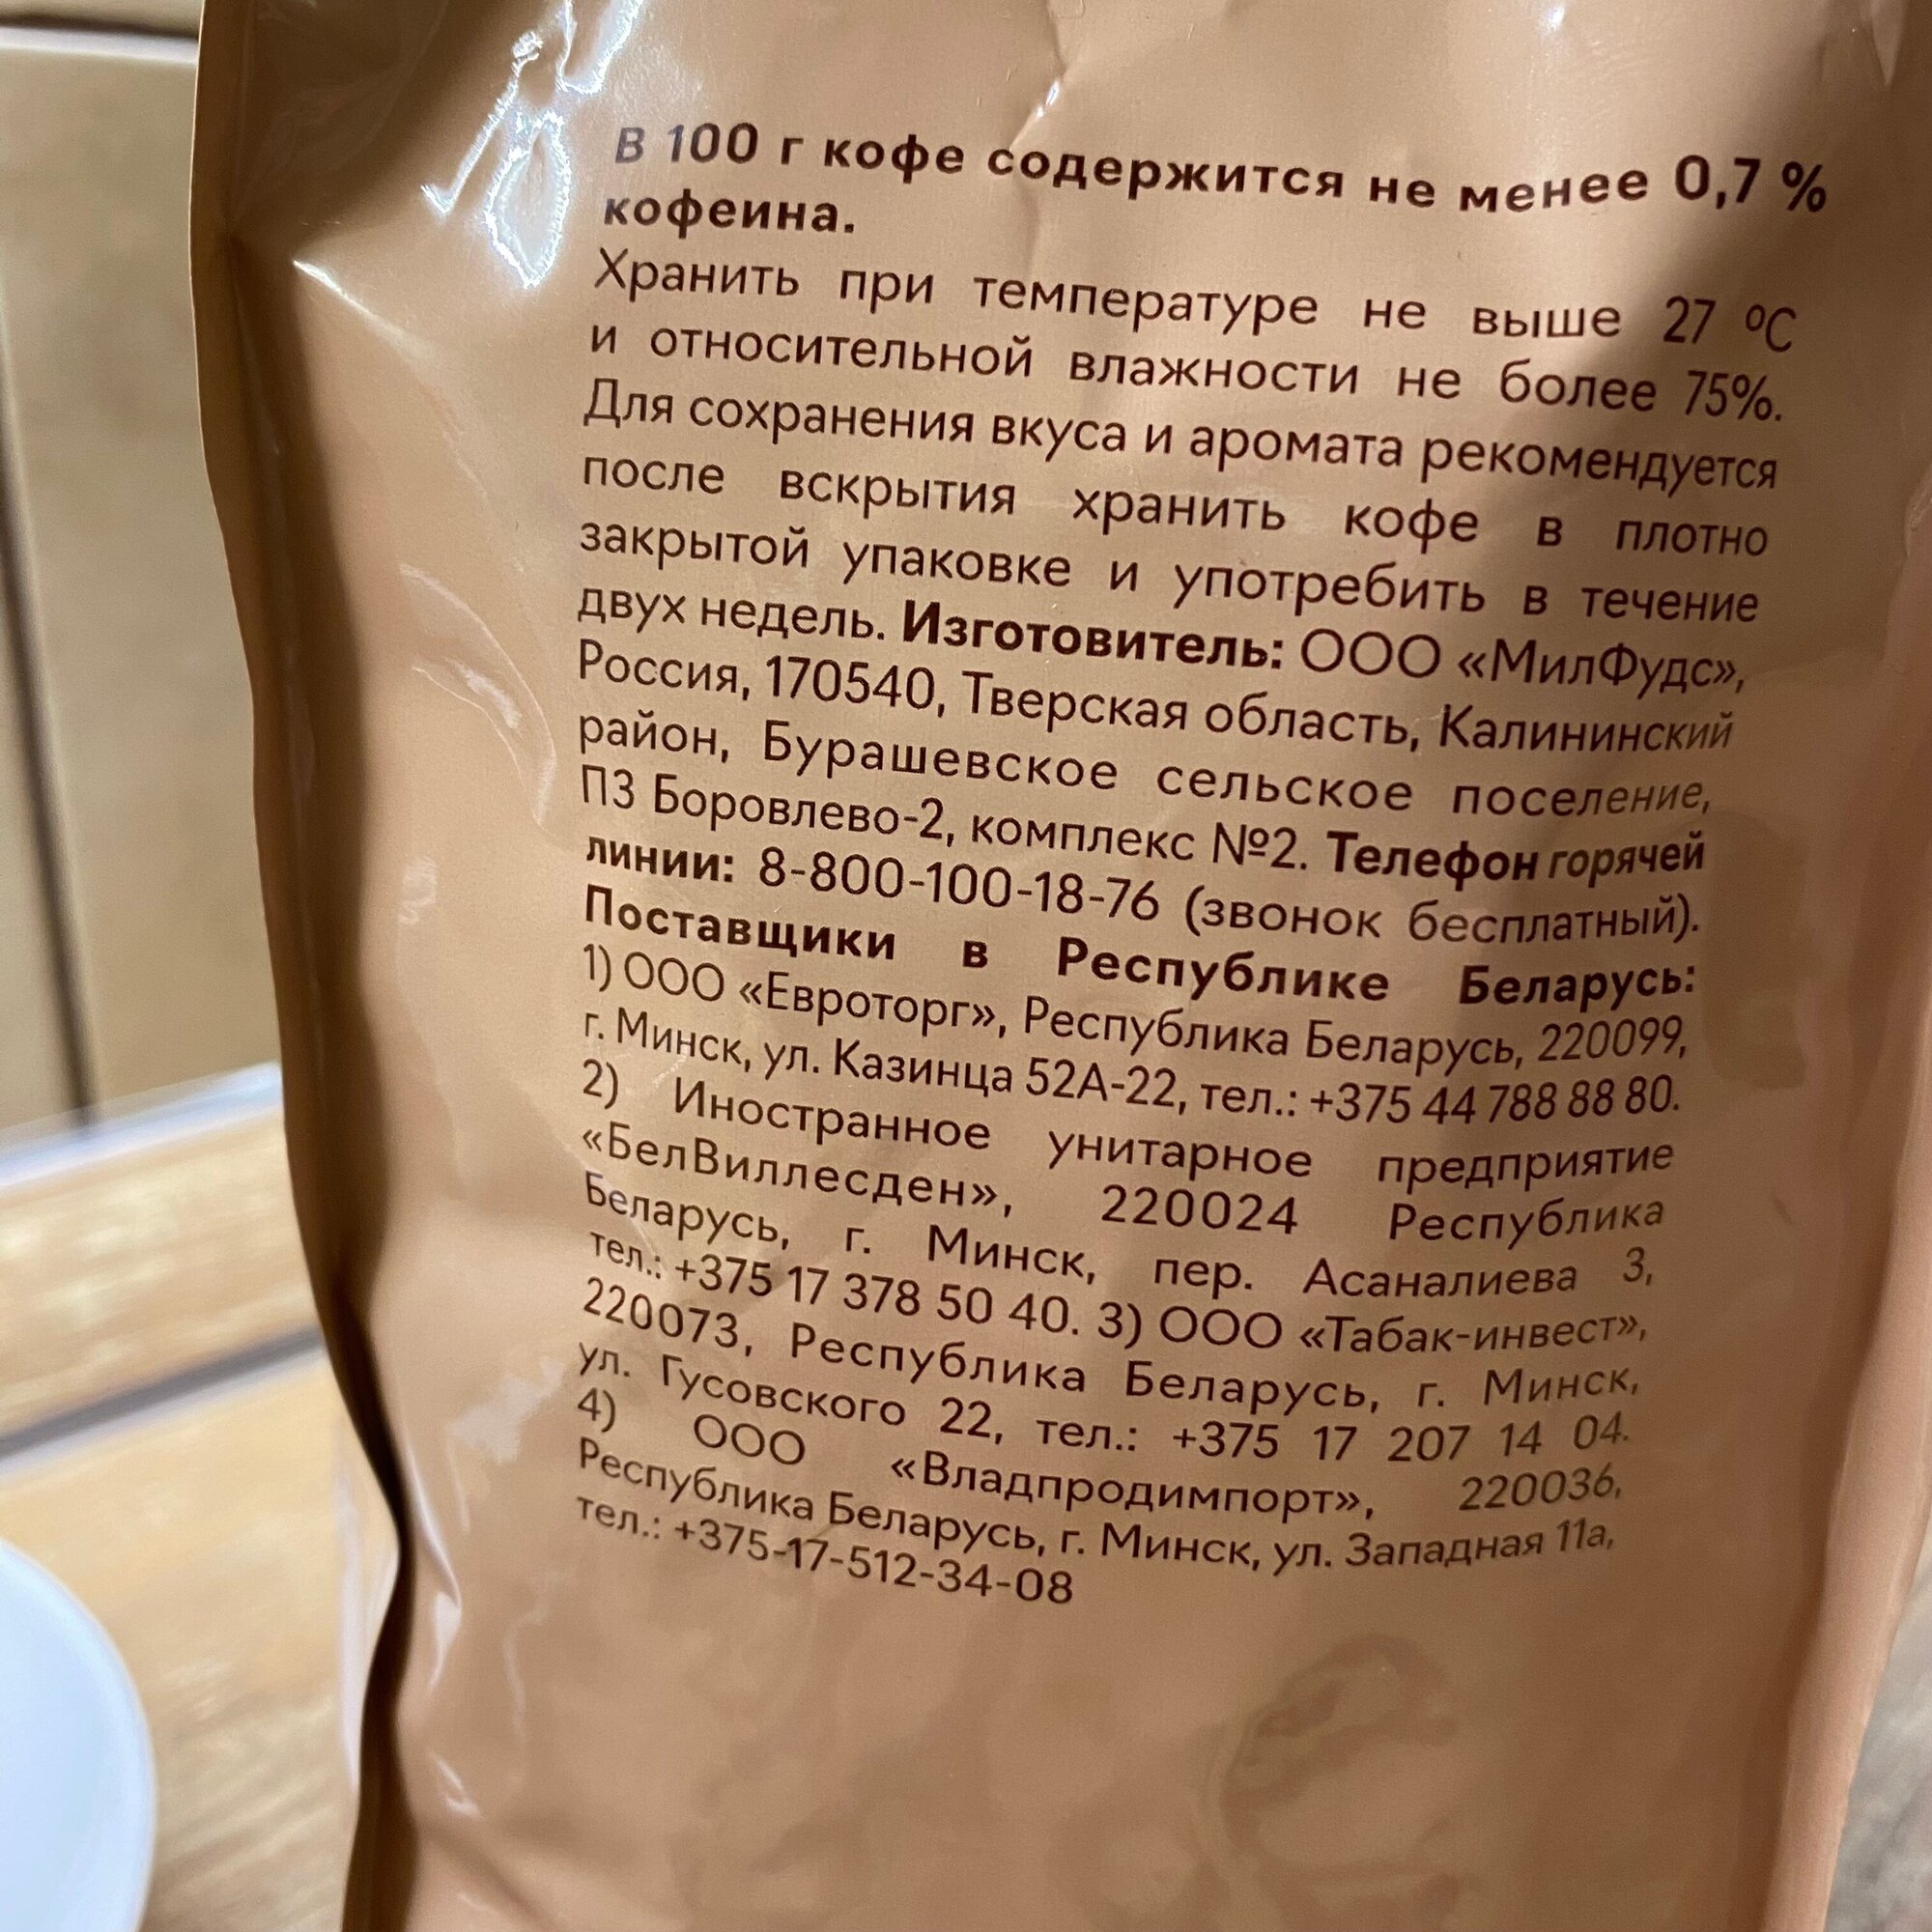 В 100 г кофе содержится не менее 0,7 %
кофеина.
Хранить при температуре не выше 27 ºС
и относительной влажности не более 75%.
Для сохранения вкуса и аромата рекомендуется
после вскрытия хранить кофе в плотно
закрытой упаковке и употребить в течение
двух недель. Изготовитель: ООО «МилФудс»,
Россия, 170540, Тверская область, Калининский
район, Бурашевское сельское поселение,
ПЗ Боровлево-2, комплекс №2. Телефон горячей
линии: 8-800-100-18-76 (звонок бесплатный).
Поставщики в Республике Беларусь:
1) ООО «Евроторг», Республика Беларусь, 220099,
г. Минск, ул. Казинца 52А-22, тел.: +375 44 788 88 80.
2) Иностранное унитарное предприятие
«БелВиллесден», 220024 Республика
Беларусь, г. Минск, пер. Асаналиева 3,
тел.: +375 17 378 50 40. 3) ООО «Табак-инвест»,
220073, Республика Беларусь, г. Минск,
ул. Гусовского 22, тел.: +375 17 207 14 04.
4) ООО «Владпродимпорт», 220036,
Республика Беларусь, г. Минск, ул. Западная 11а,
тел.: +375-17-512-34-08